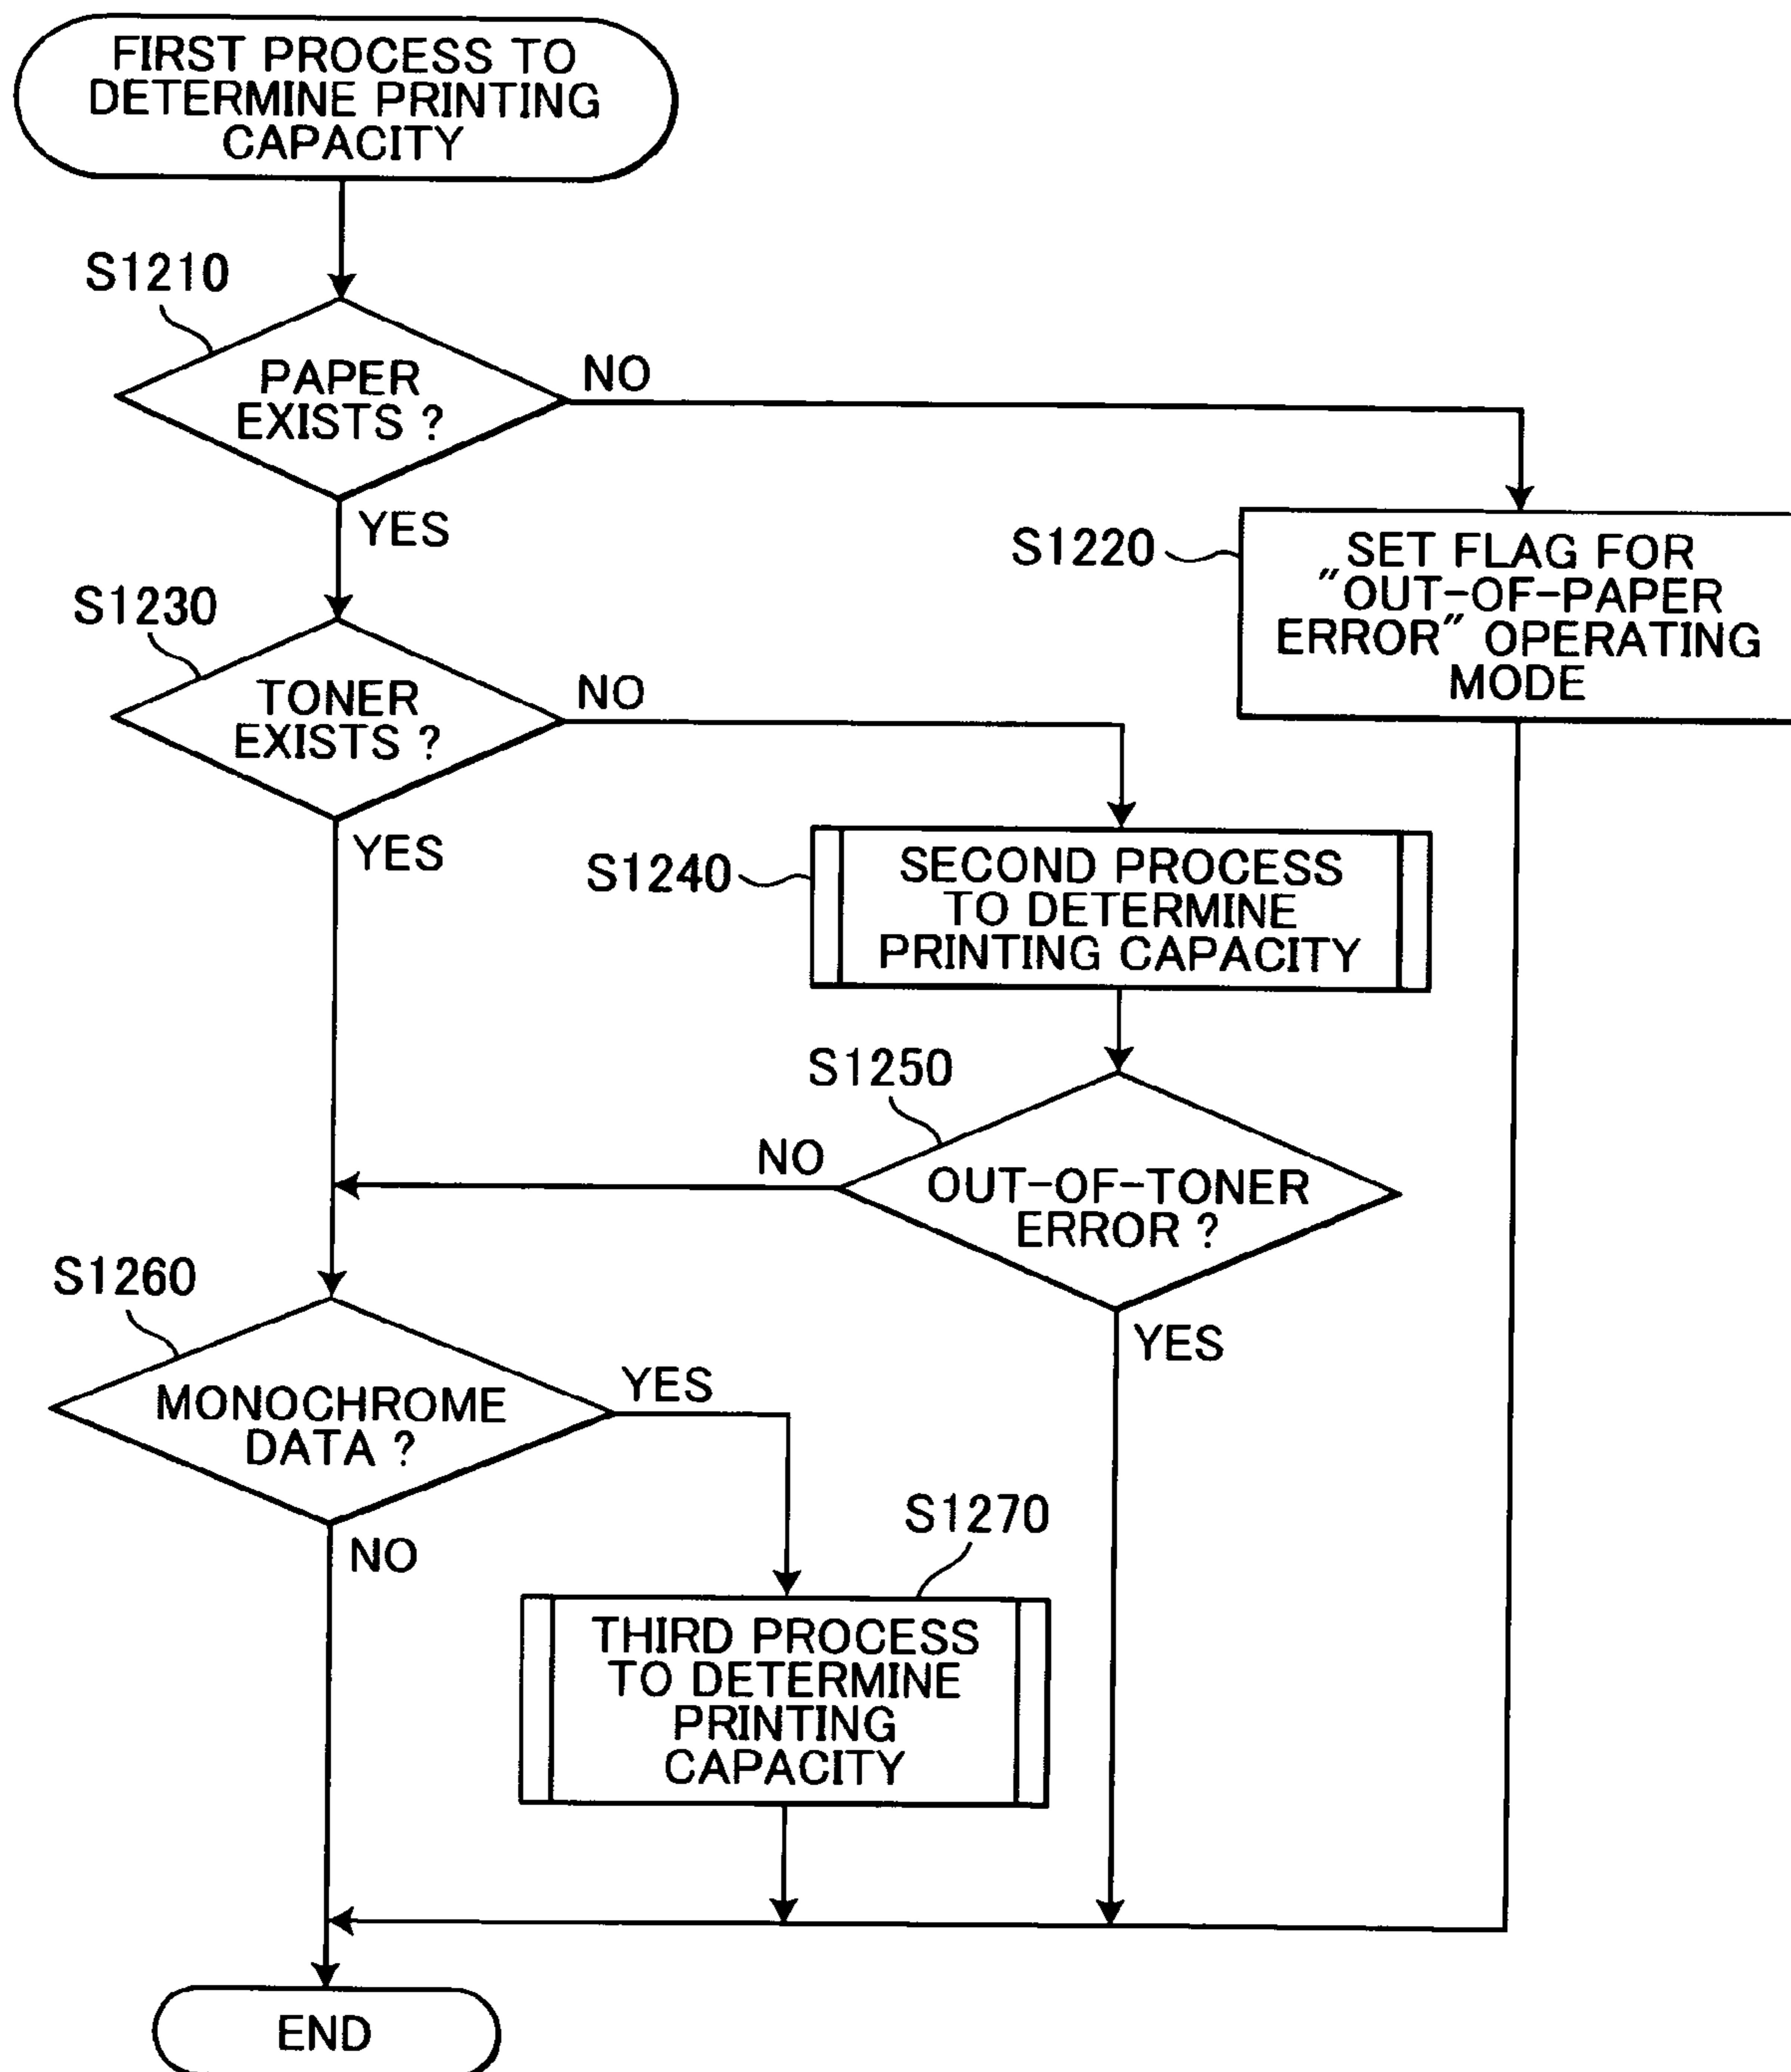 FIRST PROCESS TO
DETERMINE PRINTING
CAPACITY
S1210
PAPER
EXISTS ?
NO
YES
S1220
SET FLAG FOR
"OUT-OF-PAPER
ERROR" OPERATING
MODE
S1230
TONER
EXISTS ?
NO
YES
S1240
SECOND PROCESS
TO DETERMINE
PRINTING CAPACITY
S1250
OUT-OF-TONER
ERROR ?
NO
YES
S1260
MONOCHROME
DATA ?
YES
NO
S1270
THIRD PROCESS
TO DETERMINE
PRINTING
CAPACITY
END